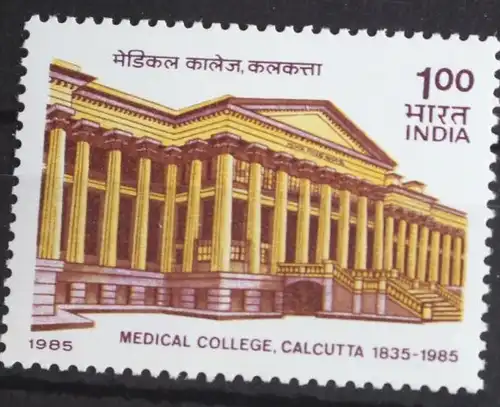 मेडिकल कालेज, कलकत्ता
1.00
भारत
INDIA
1985
MEDICAL COLLEGE, CALCUTTA 1835-1985